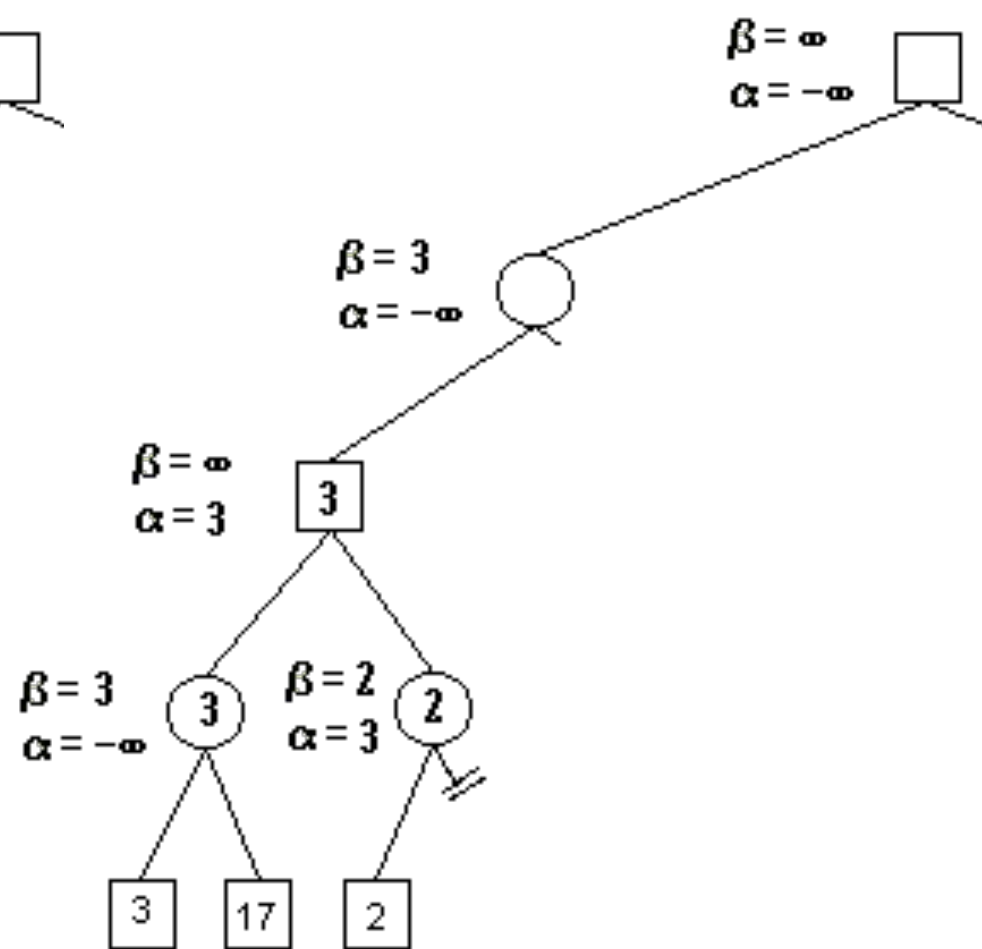 β = ∞
α = −∞
β = 3
α = −∞
β = ∞
α = 3
3
β = 3
α = −∞
3
β = 2
α = 3
2
3
17
2